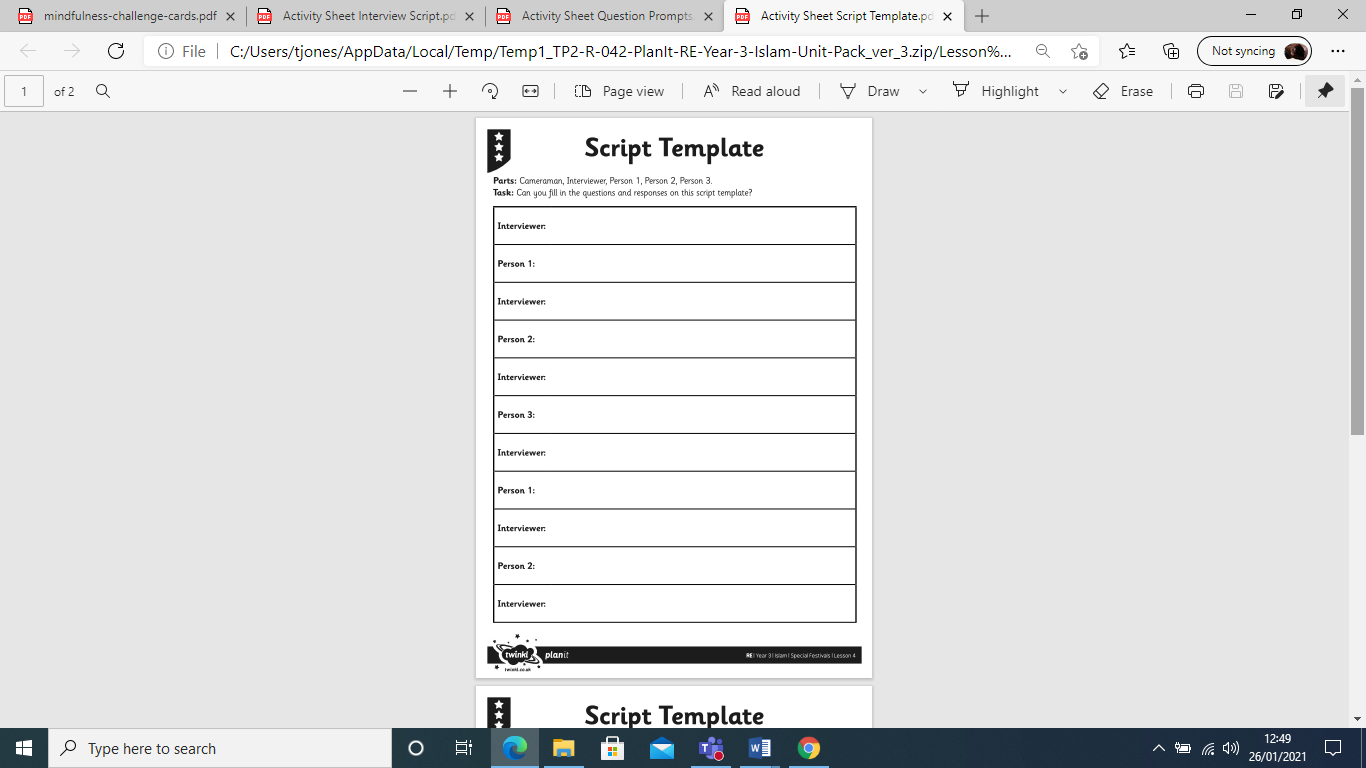 mindfulness-challenge-cards.pdf
Activity Sheet Interview Script.pd
Activity Sheet Question Prompts.
Activity Sheet Script Template.pd
File
C:/Users/tjones/AppData/Local/Temp/Temp1_TP2-R-042-PlanIt-RE-Year-3-Islam-Unit-Pack_ver_3.zip/Lesson%...
Not syncing
1 of 2
Page view
Read aloud
Draw
Highlight
Erase
Script Template
Parts: Cameraman, Interviewer, Person 1, Person 2, Person 3.
Task: Can you fill in the questions and responses on this script template?
Interviewer:
Person 1:
Interviewer:
Person 2:
Interviewer:
Person 3:
Interviewer:
Person 1:
Interviewer:
Person 2:
Interviewer:
twinkl planit
twinkl.co.uk
RE | Year 3 | Islam | Special Festivals | Lesson 4
Script Template
Type here to search
12:49
26/01/2021